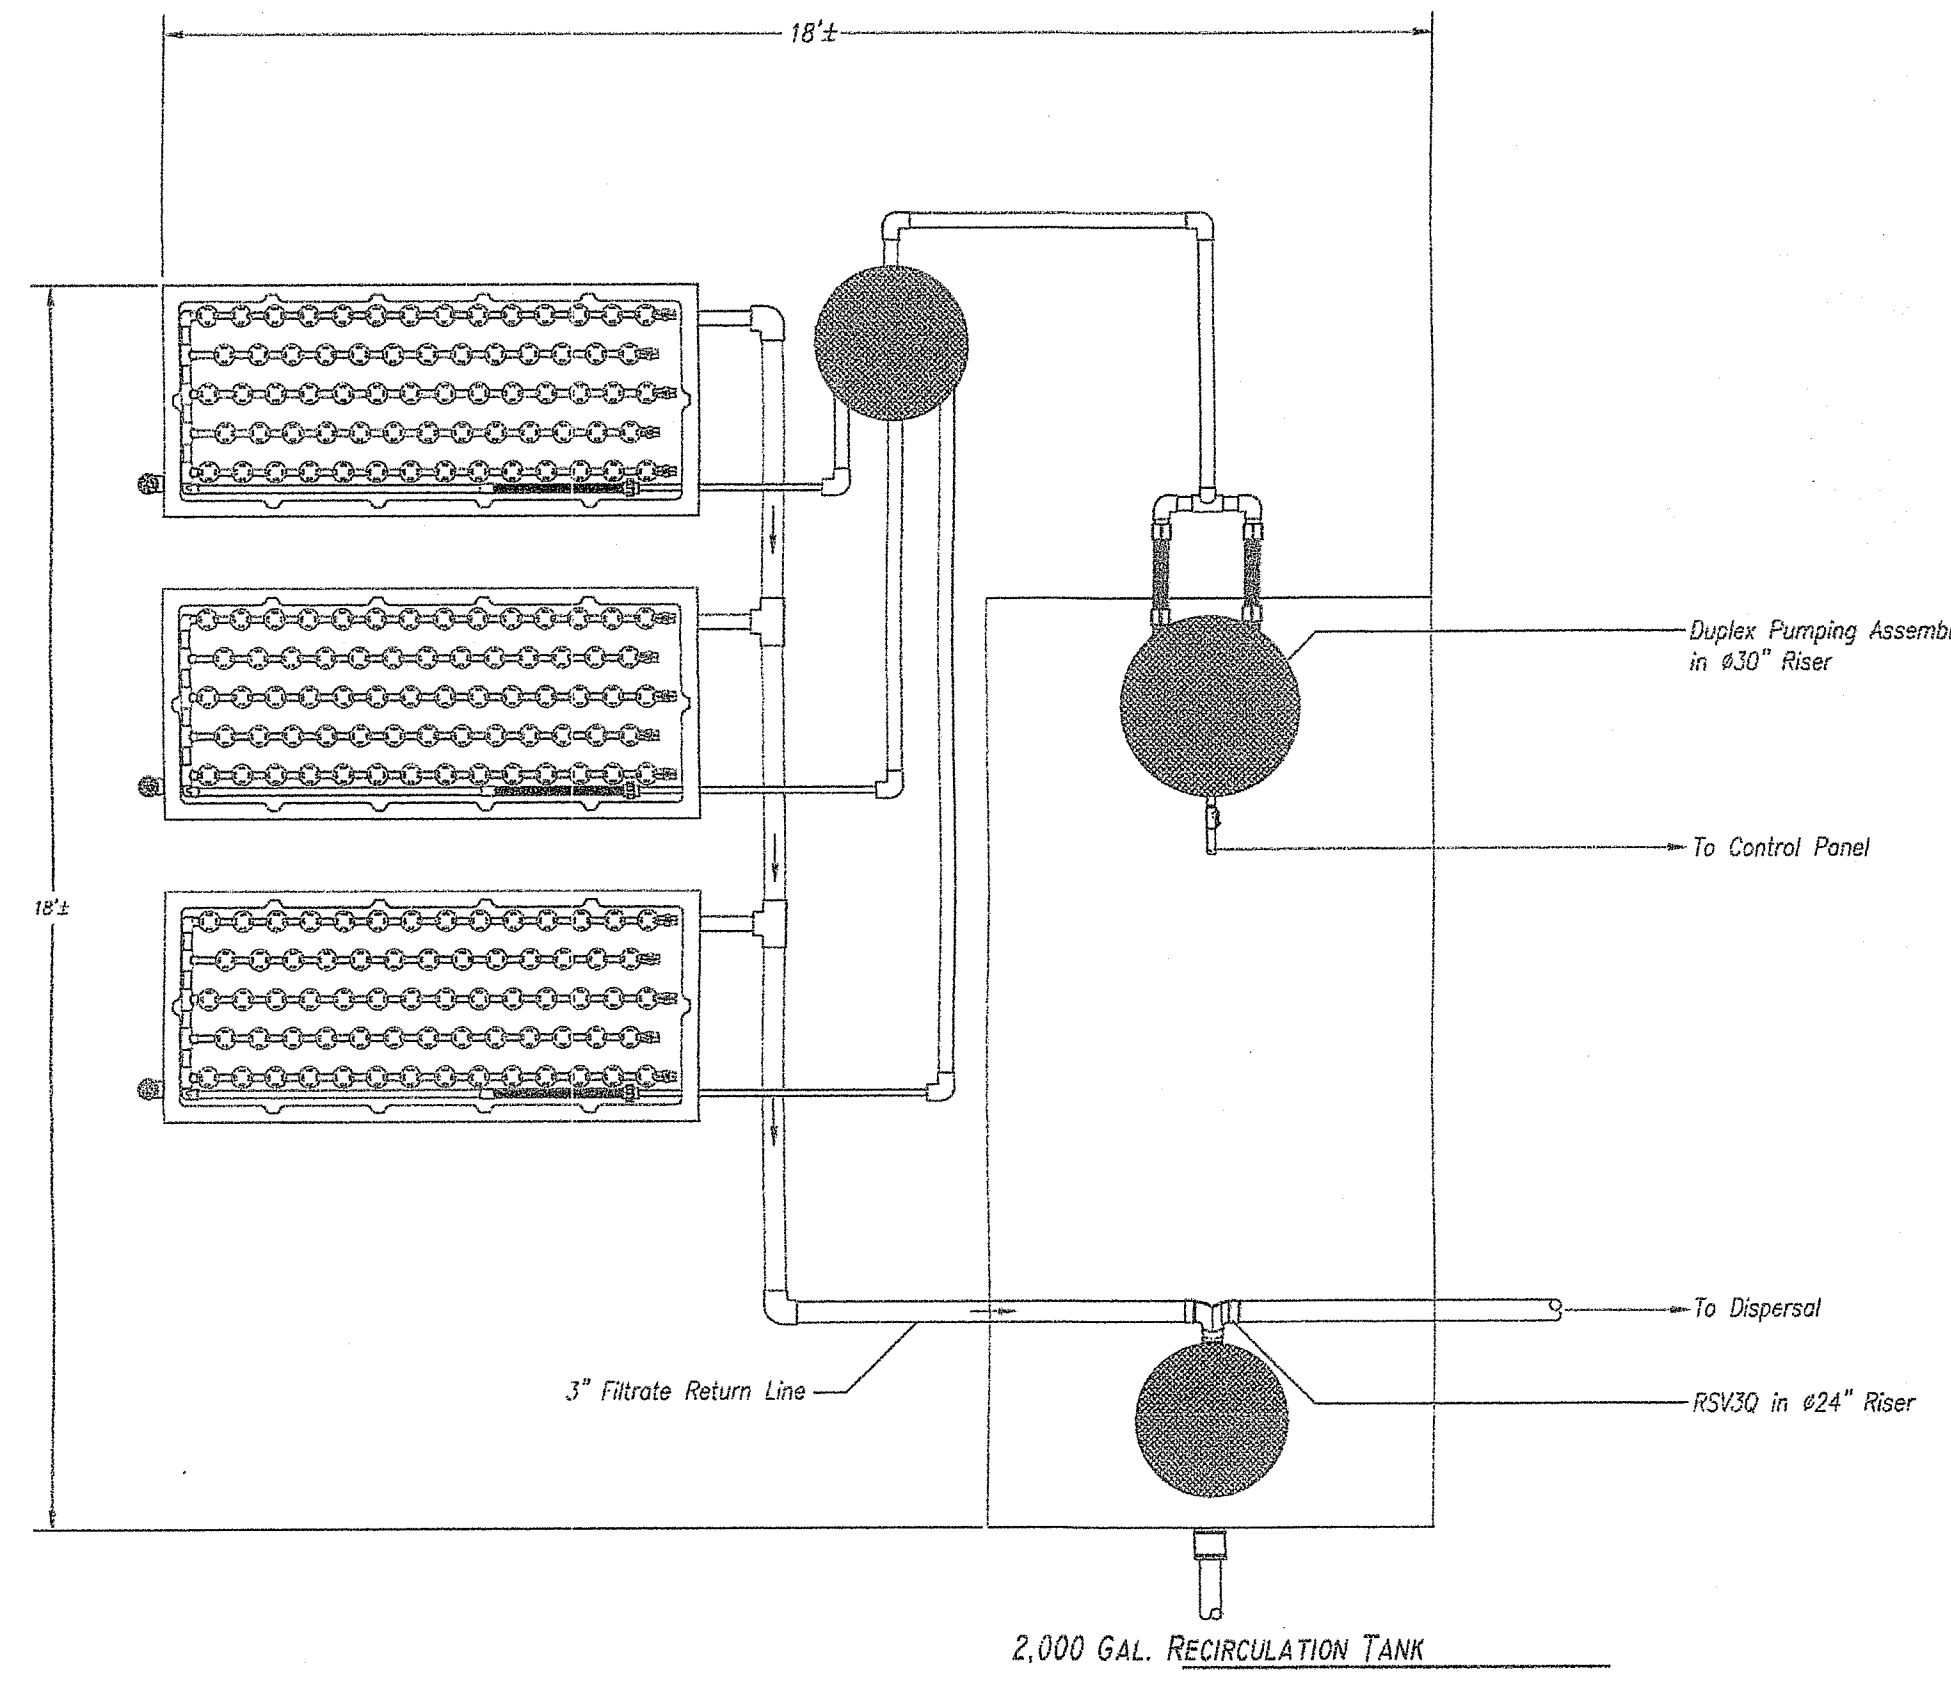 18'±
Duplex Pumping Assembl
in ø30" Riser
To Control Panel
18'±
To Dispersal
3" Filtrate Return Line
RSV3Q in ø24" Riser
2,000 GAL. RECIRCULATION TANK